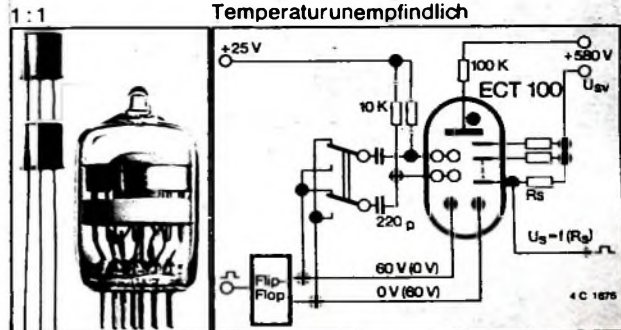 1:1
Temperaturunempfindlich
+25 V
100 K
+580 V
Usv
ECT 100
10 K
Rs
220 p
Us=f(Rs)
60 V (0 V)
Flip-
Flop
0 V (60 V)
4 C 1675